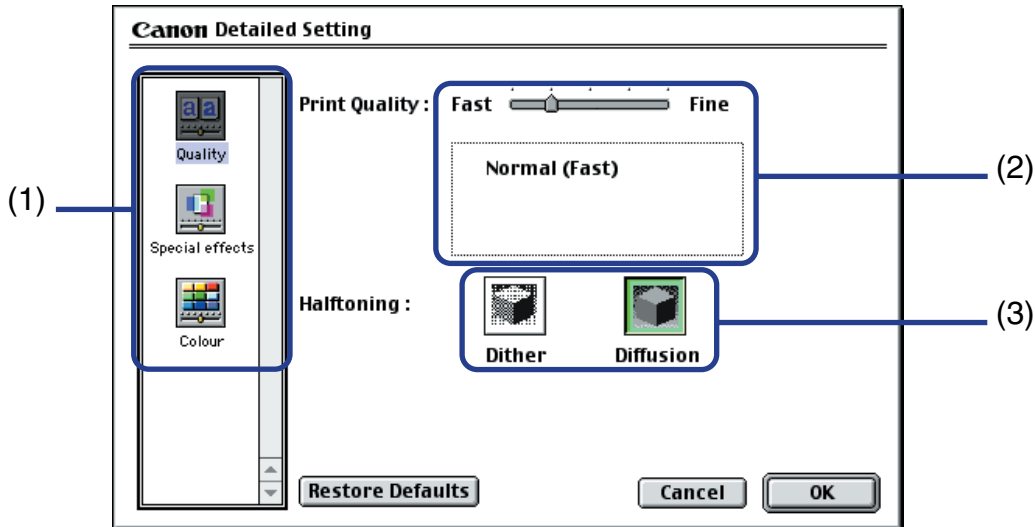 Canon Detailed Setting
(1)
Quality
Special effects
Colour
Print Quality : Fast Fine
Normal (Fast)
(2)
Halftoning :
Dither Diffusion
(3)
Restore Defaults Cancel OK